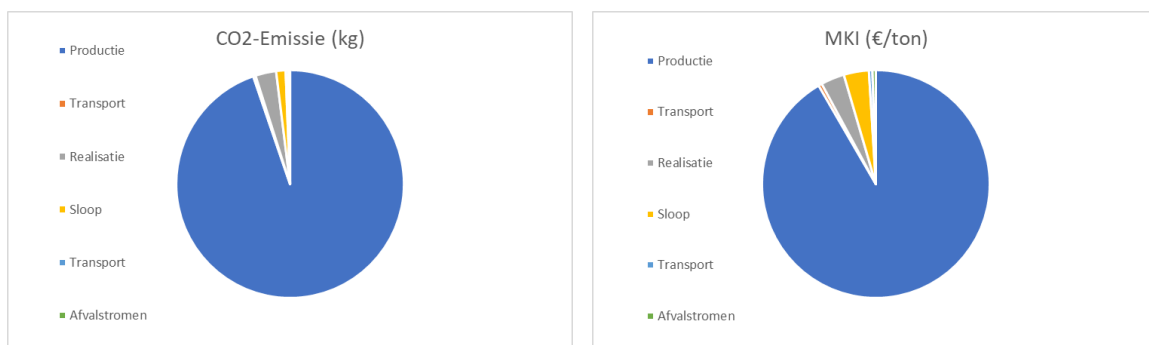 CO2-Emissie (kg)
Productie
Transport
Realisatie
Sloop
Transport
Afvalstromen
MKI (€/ton)
Productie
Transport
Realisatie
Sloop
Transport
Afvalstromen